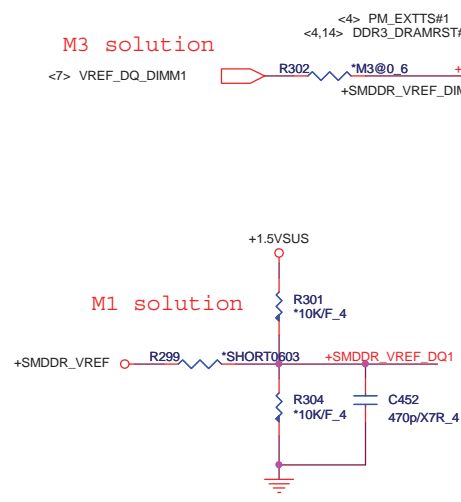 <4> PM_EXTTS#1
<4,14> DDR3_DRAMRST#
M3 solution
<7> VREF_DQ_DIMM1
R302
*M3@0_6
+
+SMDDR_VREF_DIM
+1.5VSUS
M1 solution
R301
*10K/F_4
+SMDDR_VREF
R299
*SHORT0603
+SMDDR_VREF_DQ1
R304
*10K/F_4
C452
470p/X7R_4